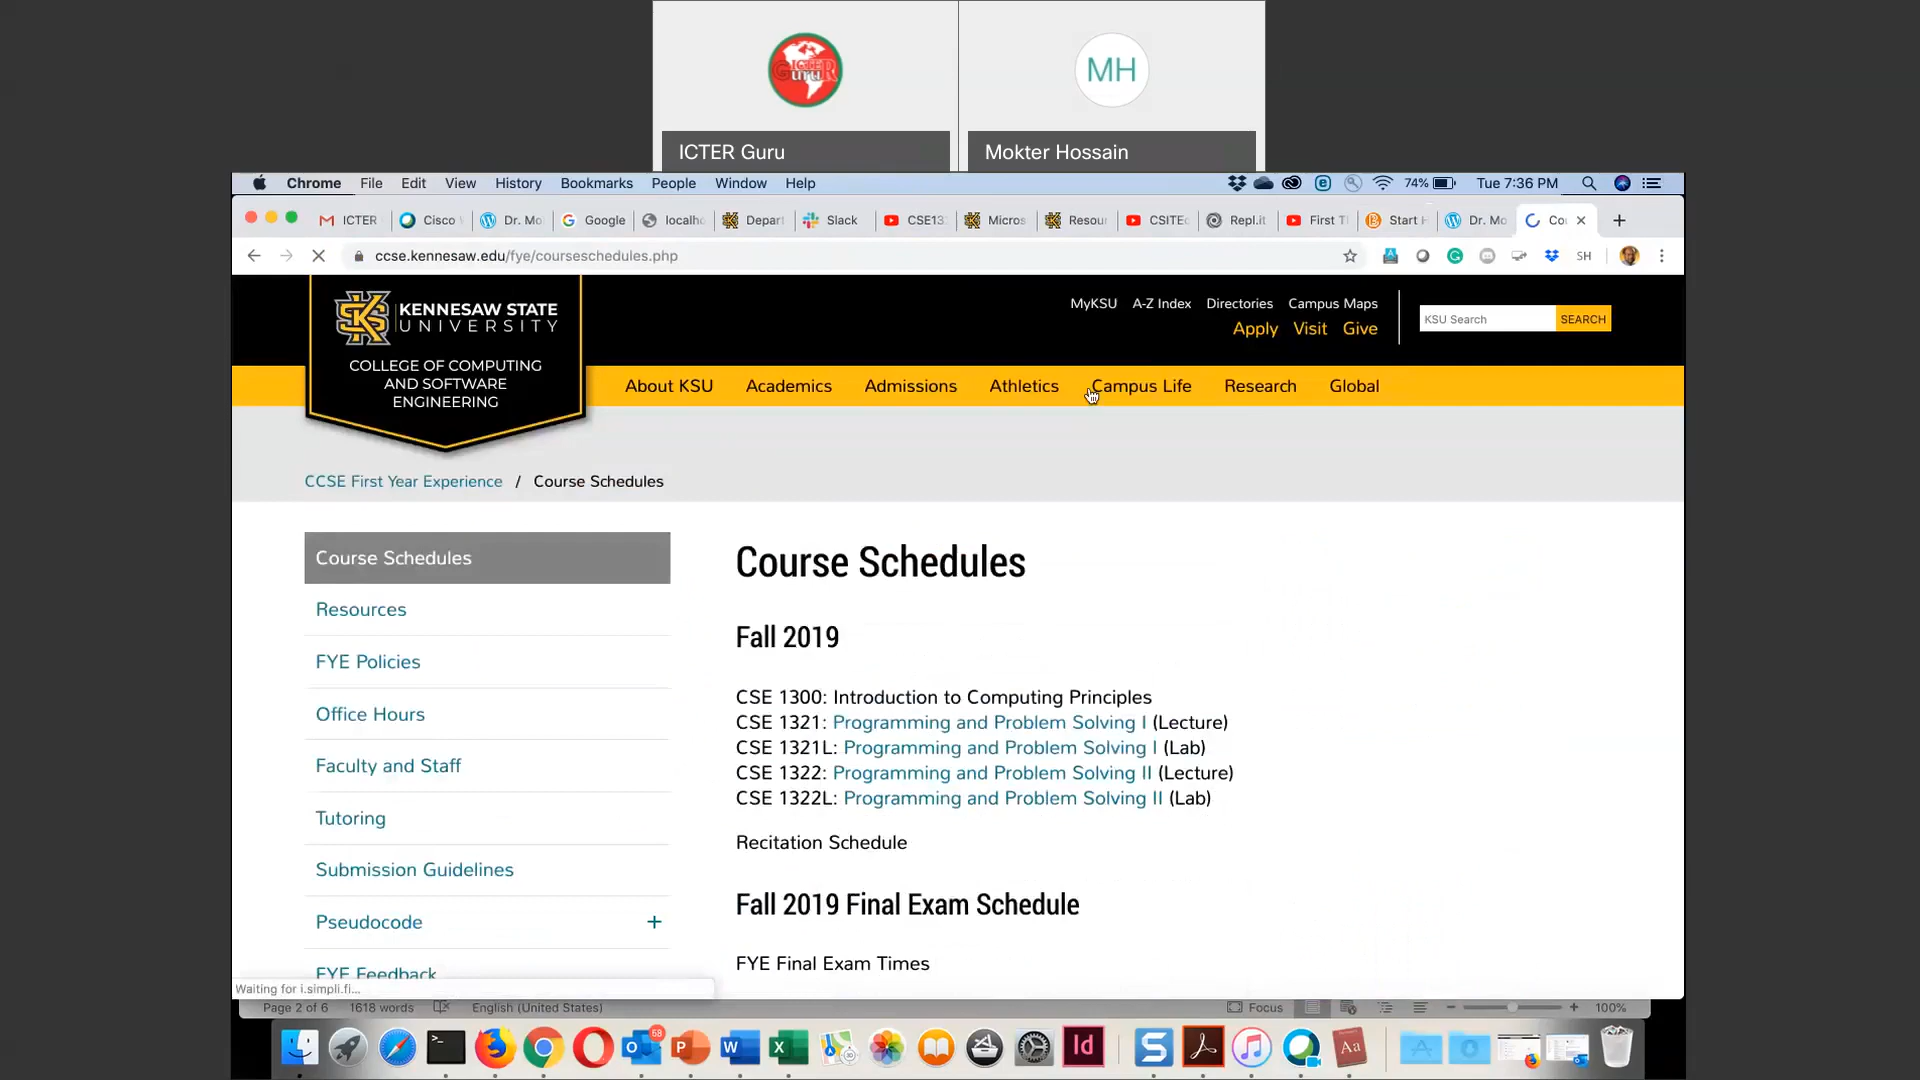 MH
ICTER Guru
Mokter Hossain
Chrome File Edit View History Bookmarks People Window Help
74% Tue 7:36 PM
ICTER Cisco Dr. Mo Google localho Depar Slack CSE13 Micros Resou CSITEd Repl.it First T Start H Dr. Mo Co
ccse.kennesaw.edu/fye/courseschedules.php
SH
KENNESAW STATE
UNIVERSITY
COLLEGE OF COMPUTING
AND SOFTWARE
ENGINEERING
MyKSU A-Z Index Directories Campus Maps
Apply Visit Give
KSU Search SEARCH
About KSU Academics Admissions Athletics Campus Life Research Global
CCSE First Year Experience / Course Schedules
Course Schedules
Resources
FYE Policies
Office Hours
Faculty and Staff
Tutoring
Submission Guidelines
Pseudocode +
FYE Feedback
Course Schedules
Fall 2019
CSE 1300: Introduction to Computing Principles
CSE 1321: Programming and Problem Solving I (Lecture)
CSE 1321L: Programming and Problem Solving I (Lab)
CSE 1322: Programming and Problem Solving II (Lecture)
CSE 1322L: Programming and Problem Solving II (Lab)
Recitation Schedule
Fall 2019 Final Exam Schedule
FYE Final Exam Times
Waiting for i.simpli.fi...
Page 2 of 6 1618 words English (United States) Focus 100%
58
Id
Aa